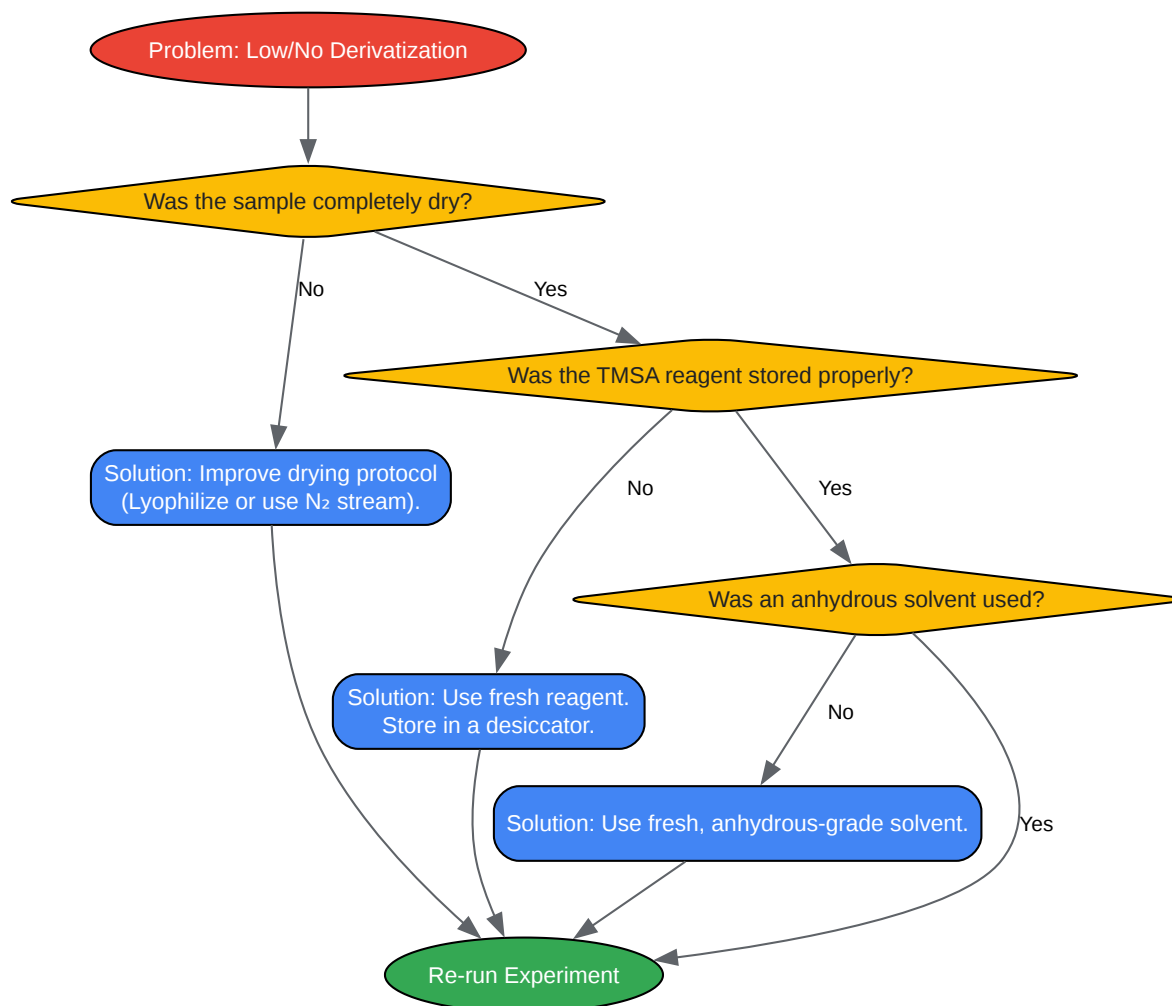 Problem: Low/No Derivatization
Was the sample completely dry?
No
Yes
Was the TMSA reagent stored properly?
Solution: Improve drying protocol
(Lyophilize or use N₂ stream).
No
Yes
Was an anhydrous solvent used?
Solution: Use fresh reagent.
Store in a desiccator.
No
Solution: Use fresh, anhydrous-grade solvent.
Yes
Re-run Experiment